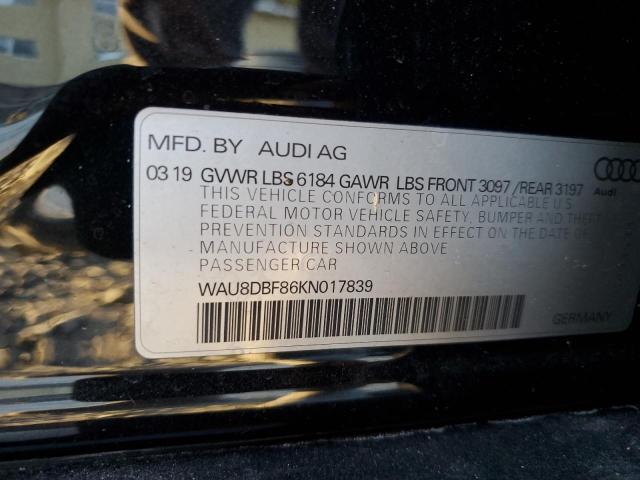 MFD. BY AUDI AG
03 19 GVWR LBS 6184 GAWR LBS FRONT 3097 /REAR 3197
Audi
THIS VEHICLE CONFORMS TO ALL APPLICABLE U.S.
FEDERAL MOTOR VEHICLE SAFETY, BUMPER AND THEFT
PREVENTION STANDARDS IN EFFECT ON THE DATE OF
MANUFACTURE SHOWN ABOVE
PASSENGER CAR
WAU8DBF86KN017839
GERMANY